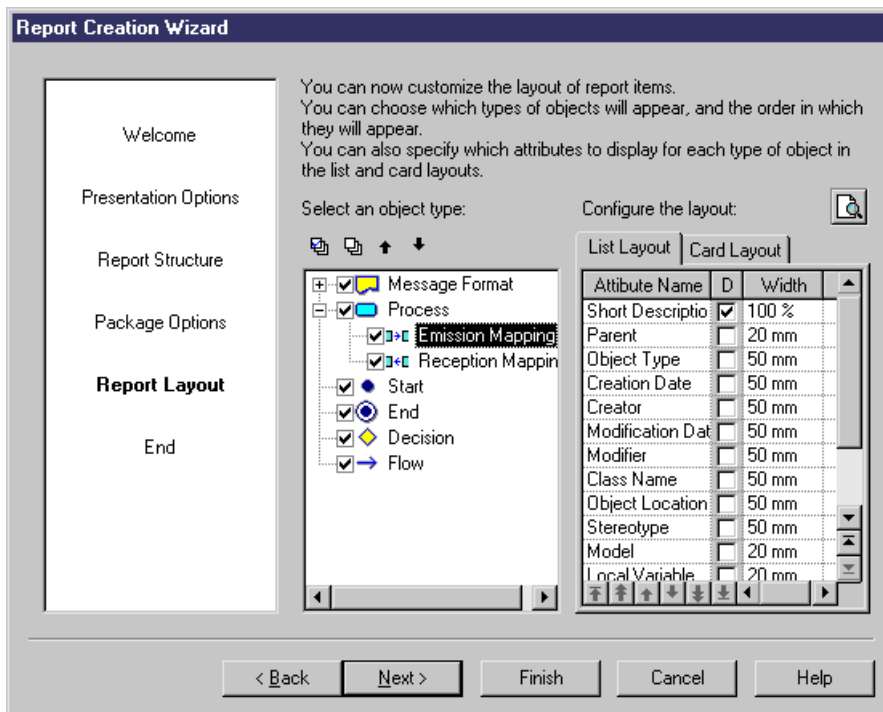 Report Creation Wizard
Welcome
Presentation Options
Report Structure
Package Options
Report Layout
End
You can now customize the layout of report items.
You can choose which types of objects will appear, and the order in which
they will appear.
You can also specify which attributes to display for each type of object in
the list and card layouts.
Select an object type:
Message Format
Process
Emission Mapping
Reception Mappin
Start
End
Decision
Flow
Configure the layout:
List Layout
Card Layout
Attibute Name D Width
Short Descriptio 100 %
Parent 20 mm
Object Type 50 mm
Creation Date 50 mm
Creator 50 mm
Modification Dat 50 mm
Modifier 50 mm
Class Name 50 mm
Object Location 50 mm
Stereotype 50 mm
Model 20 mm
Local Variable 20 mm
< Back
Next >
Finish
Cancel
Help